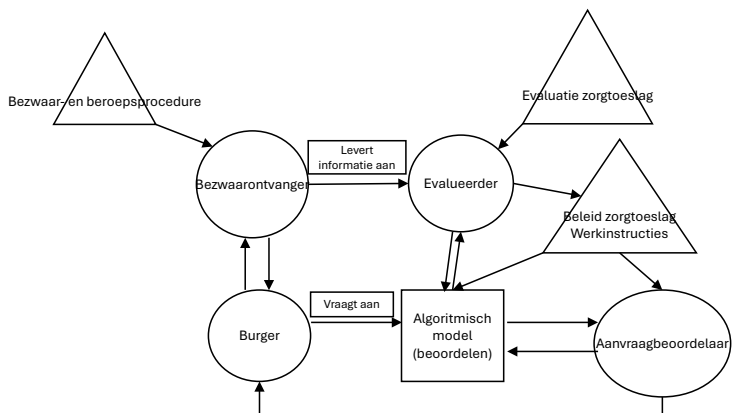 Bezwaar- en beroepsprocedure
Evaluatie zorgtoeslag
Levert
informatie aan
Bezwaarontvanger
Evalueerder
Beleid zorgtoeslag
Werkinstructies
Vraagt aan
Burger
Algoritmisch
model
(beoordelen)
Aanvraagbeoordelaar